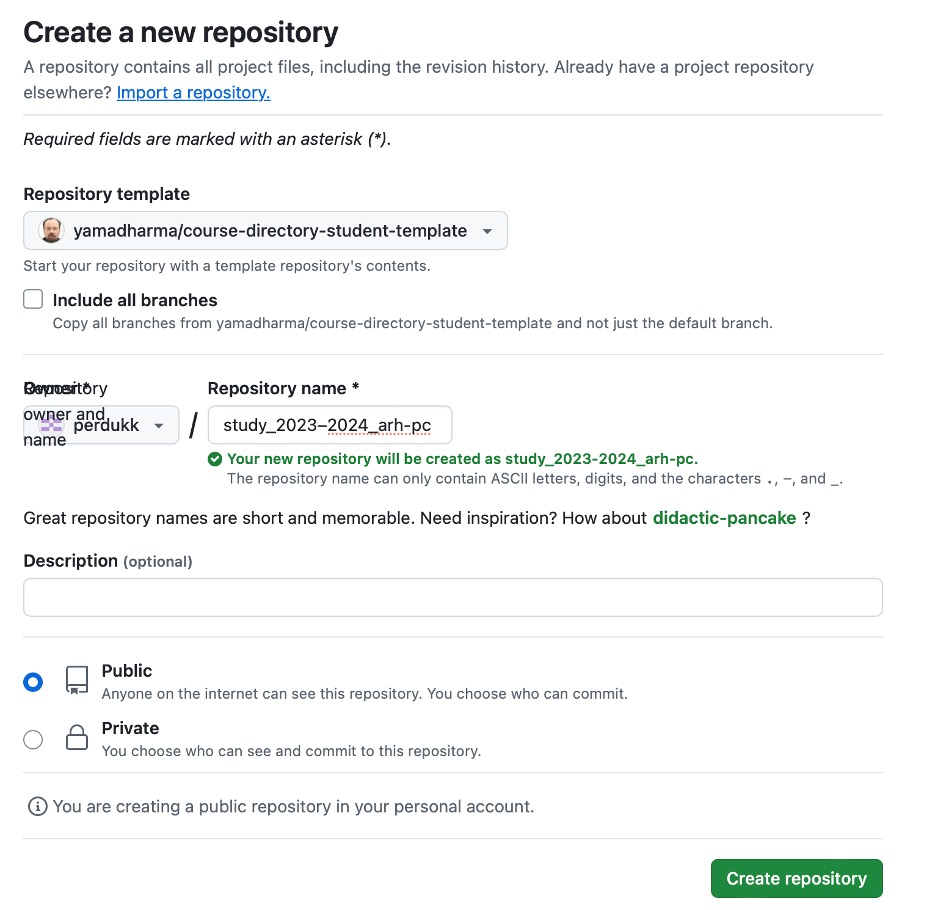 Create a new repository
A repository contains all project files, including the revision history. Already have a project repository
elsewhere? Import a repository.
Required fields are marked with an asterisk (*).
Repository template
yamadharma/course-directory-student-template
Start your repository with a template repository's contents.
Include all branches
Copy all branches from yamadharma/course-directory-student-template and not just the default branch.
Owner *
Repository
owner and
name
perdukk
/
Repository name *
study_2023–2024_arh-pc
Your new repository will be created as study_2023-2024_arh-pc.
The repository name can only contain ASCII letters, digits, and the characters ., –, and _.
Great repository names are short and memorable. Need inspiration? How about didactic-pancake ?
Description (optional)
Public
Anyone on the internet can see this repository. You choose who can commit.
Private
You choose who can see and commit to this repository.
You are creating a public repository in your personal account.
Create repository